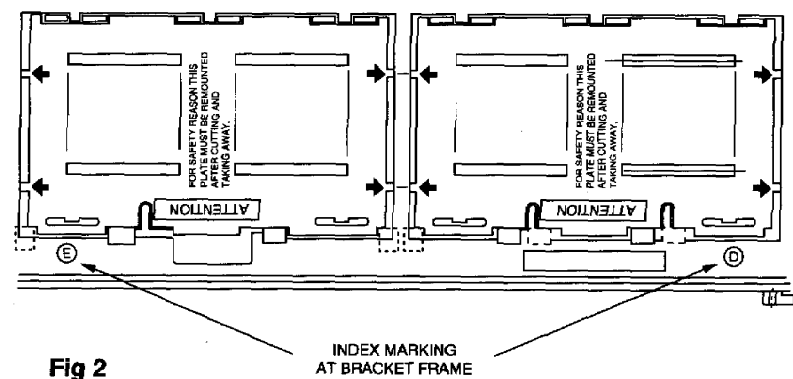 FOR SAFETY REASON THIS
PLATE MUST BE REMOUNTED
AFTER CUTTING AND
TAKING AWAY.
ATTENTION
FOR SAFETY REASON THIS
PLATE MUST BE REMOUNTED
AFTER CUTTING AND
TAKING AWAY.
ATTENTION
E
D
INDEX MARKING
AT BRACKET FRAME
Fig 2